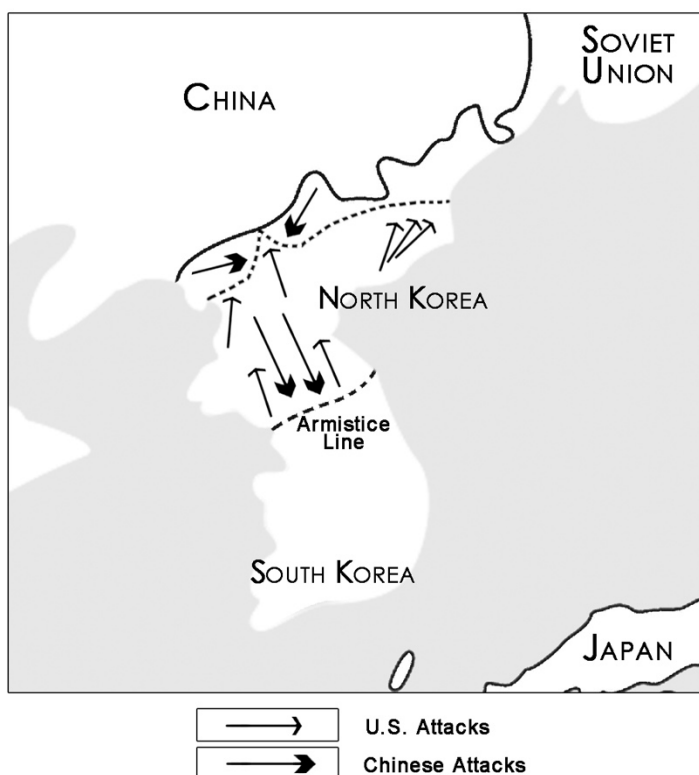 SOVIET
UNION
CHINA
NORTH KOREA
Armistice
Line
SOUTH KOREA
JAPAN
U.S. Attacks
Chinese Attacks